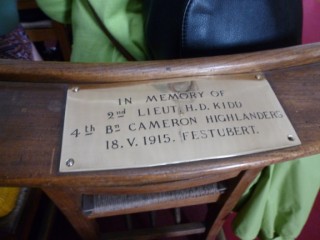 IN MEMORY OF
2nd LIEUT. H.D. KIDD
4th Bn CAMERON HIGHLANDERS
18.V.1915. FESTUBERT.